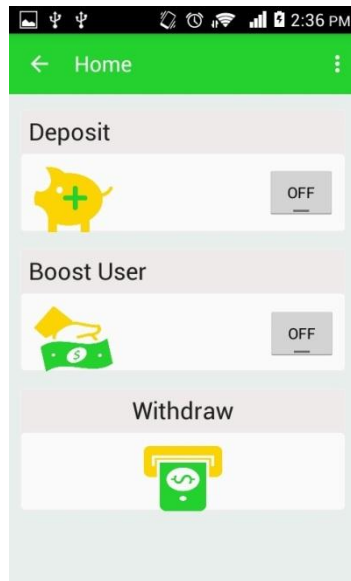 2:36 PM
Home
Deposit
OFF
Boost User
OFF
Withdraw